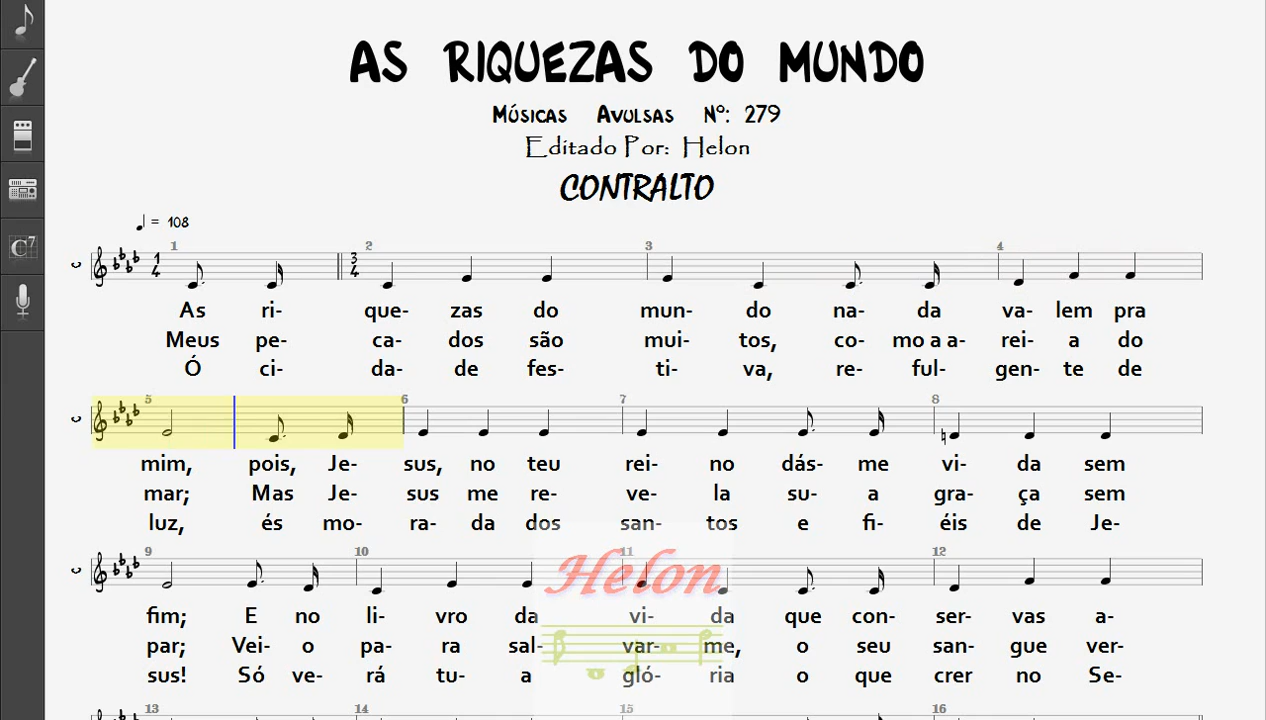 AS RIQUEZAS DO MUNDO
Músicas Avulsas Nº: 279
Editado Por: Helon
CONTRALTO
= 108
1 2 3 4
As ri- que- zas do mun- do na- da va- lem pra
Meus pe- ca- dos são mui- tos, co- mo a a- rei- a do
Ó ci- da- de fes- ti- va, re- ful- gen- te de
5 6 7 8
mim, pois, Je- sus, no teu rei- no dás- me vi- da sem
mar; Mas Je- sus me re- ve- la su- a gra- ça sem
luz, és mo- ra- da dos san- tos e fi- éis de Je-
9 10 11 12
Helon
fim; E no li- vro da vi- da que con- ser- vas a-
par; Vei- o pa- ra sal- var- me, o seu san- gue ver-
sus! Só ve- rá tu- a gló- ria o que crer no Se-
13 14 15 16
C7